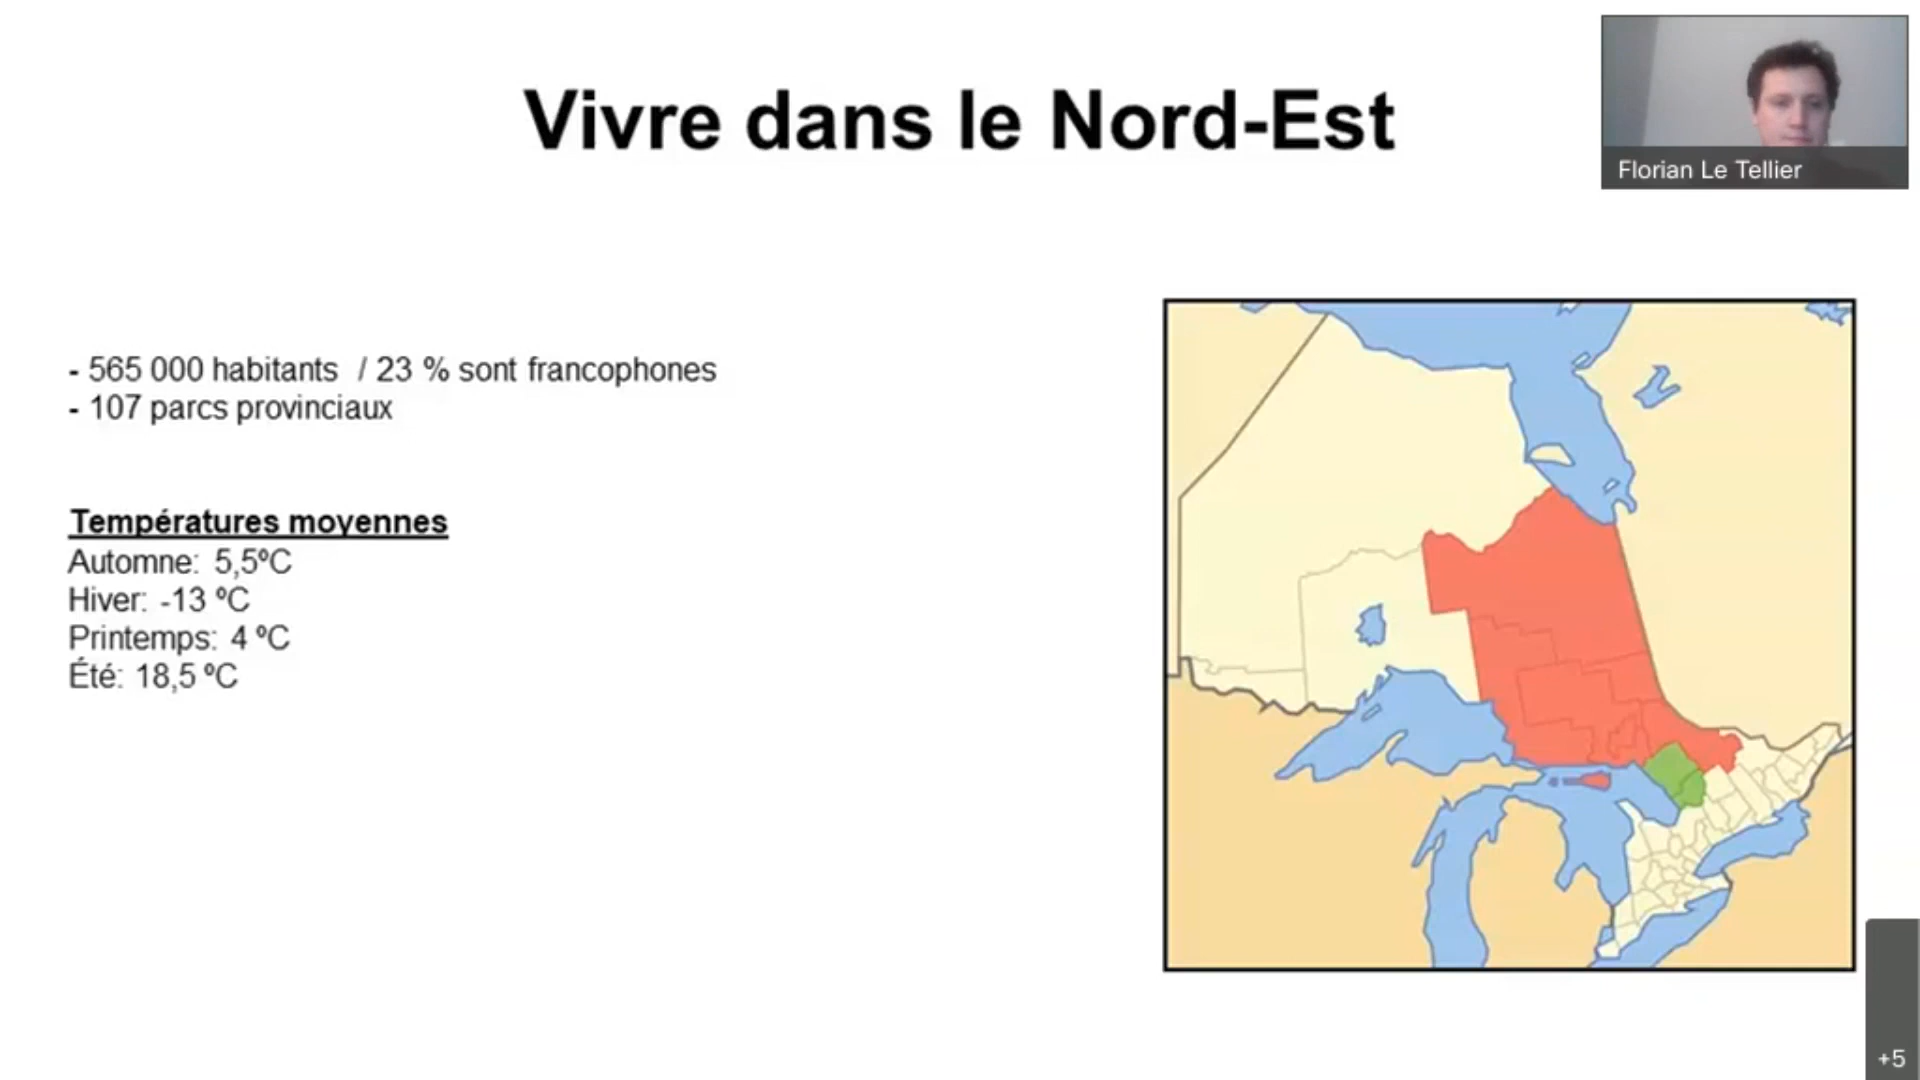 Vivre dans le Nord-Est
Florian Le Tellier
- 565 000 habitants / 23 % sont francophones
- 107 parcs provinciaux
Températures moyennes
Automne: 5,5ºC
Hiver: -13 ºC
Printemps: 4 ºC
Été: 18,5 ºC
+5